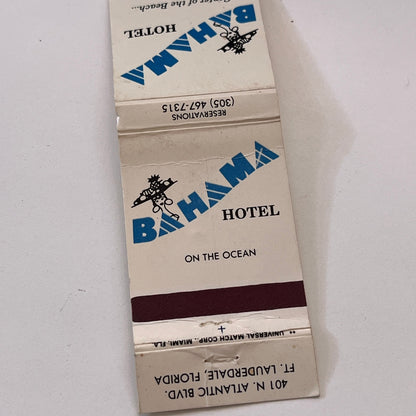 Center of the Beach...
BAHAMA
HOTEL
RESERVATIONS
(305) 467-7315
BAHAMA
HOTEL
ON THE OCEAN
UNIVERSAL MATCH CORP., MIAMI, FLA.
401 N. ATLANTIC BLVD.
FT. LAUDERDALE, FLORIDA